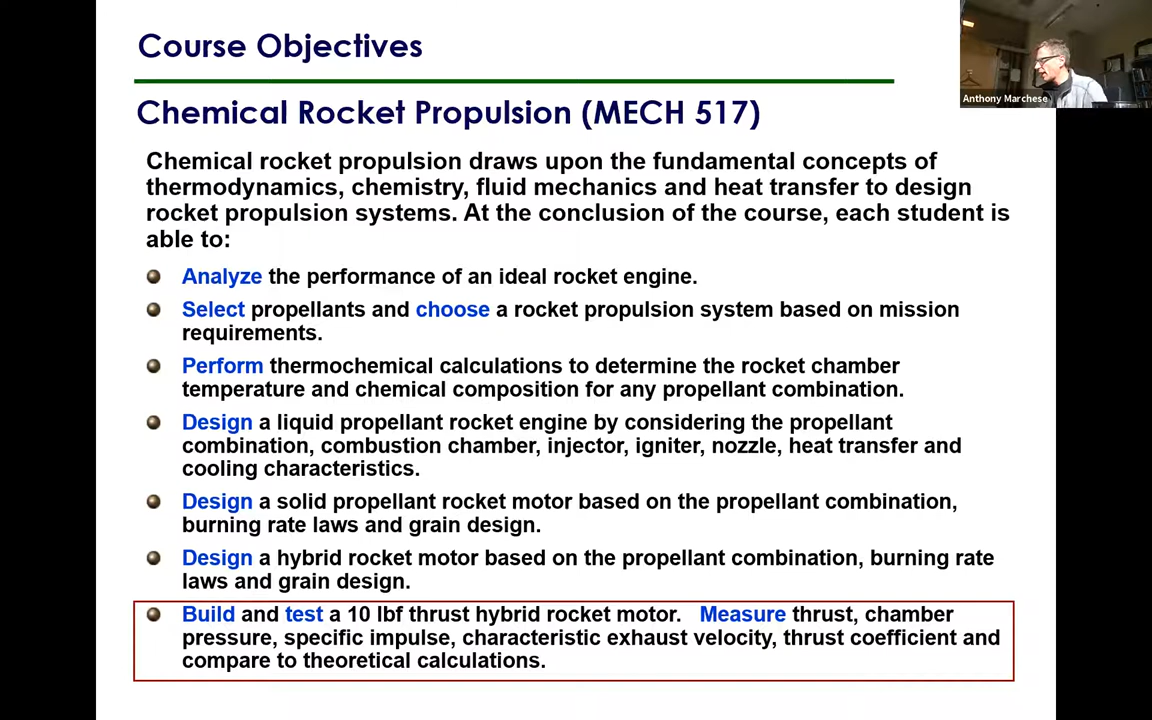 Course Objectives
Anthony Marchese
Chemical Rocket Propulsion (MECH 517)
Chemical rocket propulsion draws upon the fundamental concepts of
thermodynamics, chemistry, fluid mechanics and heat transfer to design
rocket propulsion systems. At the conclusion of the course, each student is
able to:
Analyze the performance of an ideal rocket engine.
Select propellants and choose a rocket propulsion system based on mission
requirements.
Perform thermochemical calculations to determine the rocket chamber
temperature and chemical composition for any propellant combination.
Design a liquid propellant rocket engine by considering the propellant
combination, combustion chamber, injector, igniter, nozzle, heat transfer and
cooling characteristics.
Design a solid propellant rocket motor based on the propellant combination,
burning rate laws and grain design.
Design a hybrid rocket motor based on the propellant combination, burning rate
laws and grain design.
Build and test a 10 lbf thrust hybrid rocket motor. Measure thrust, chamber
pressure, specific impulse, characteristic exhaust velocity, thrust coefficient and
compare to theoretical calculations.